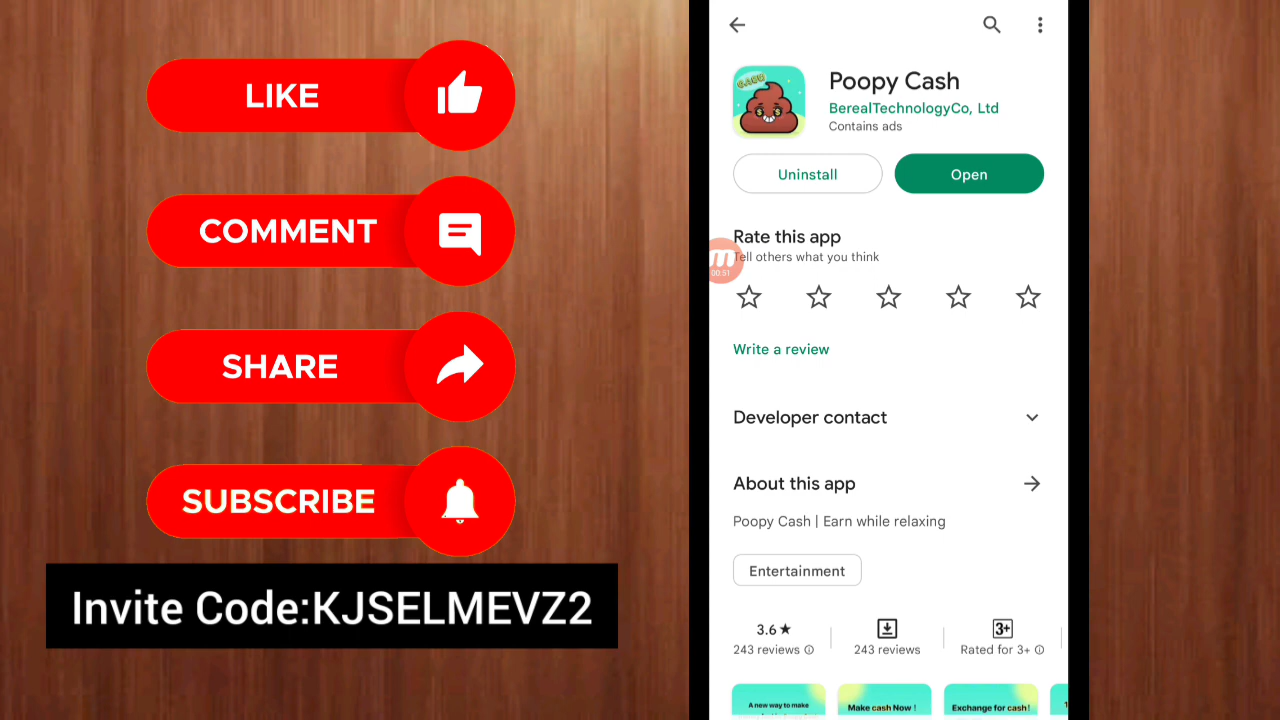 LIKE
COMMENT
SHARE
SUBSCRIBE
Invite Code:KJSELMEVZ2
CASH
Poopy Cash
BerealTechnologyCo, Ltd
Contains ads
Uninstall
Open
Rate this app
Tell others what you think
m
00:51
Write a review
Developer contact
About this app
Poopy Cash | Earn while relaxing
Entertainment
3.6★
243 reviews
243 reviews
3+
Rated for 3+
A new way to make
Make cash Now !
Exchange for cash!